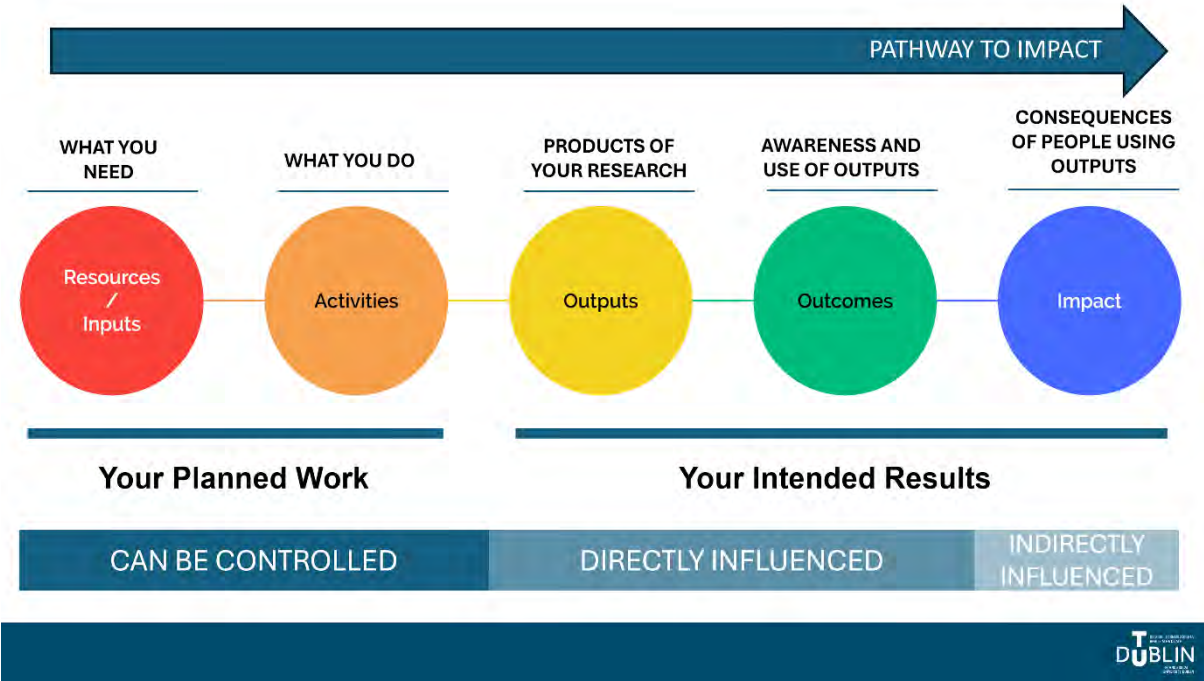 PATHWAY TO IMPACT
WHAT YOU
NEED
WHAT YOU DO
PRODUCTS OF
YOUR RESEARCH
AWARENESS AND
USE OF OUTPUTS
CONSEQUENCES
OF PEOPLE USING
OUTPUTS
Resources
/
Inputs
Activities
Outputs
Outcomes
Impact
Your Planned Work
Your Intended Results
CAN BE CONTROLLED
DIRECTLY INFLUENCED
INDIRECTLY
INFLUENCED
TU
DUBLIN